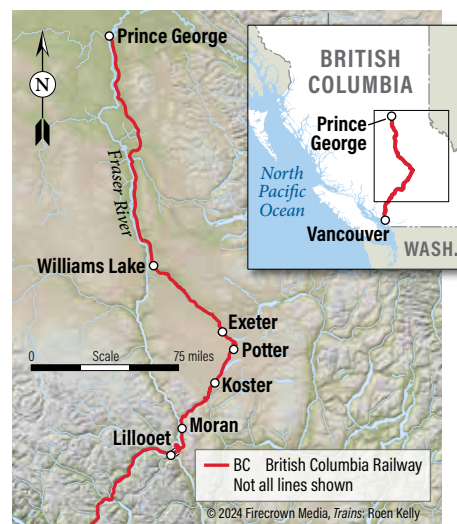 Prince George
N
Fraser River
Williams Lake
Exeter
Potter
0 Scale 75 miles
Koster
Moran
Lillooet
BRITISH
COLUMBIA
Prince
George
North
Pacific
Ocean
Vancouver
WASH.
BC British Columbia Railway
Not all lines shown
© 2024 Firecrown Media, Trains: Roen Kelly